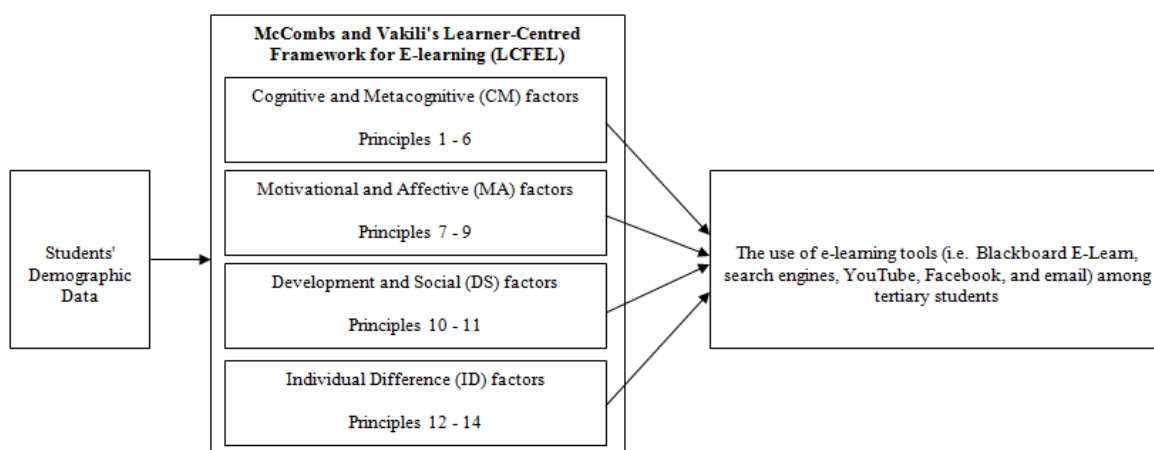 McCombs and Vakili's Learner-Centred
Framework for E-learning (LCFEL)
Cognitive and Metacognitive (CM) factors
Principles 1 - 6
Motivational and Affective (MA) factors
Principles 7 - 9
Development and Social (DS) factors
Principles 10 - 11
Individual Difference (ID) factors
Principles 12 - 14
Students'
Demographic
Data
The use of e-learning tools (i.e. Blackboard E-Learn,
search engines, YouTube, Facebook, and email) among
tertiary students